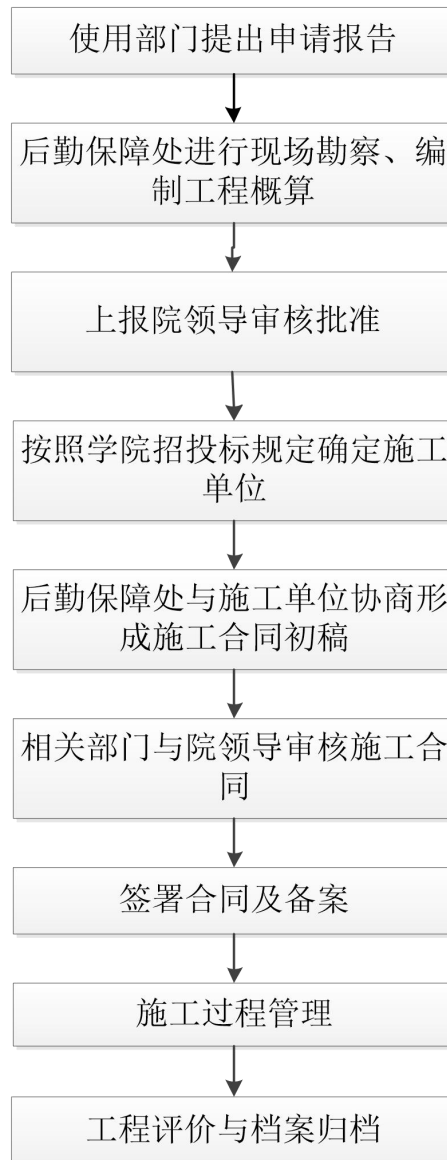 使用部门提出申请报告
后勤保障处进行现场勘察、编
制工程概算
上报院领导审核批准
按照学院招投标规定确定施工
单位
后勤保障处与施工单位协商形
成施工合同初稿
相关部门与院领导审核施工合
同
签署合同及备案
施工过程管理
工程评价与档案归档